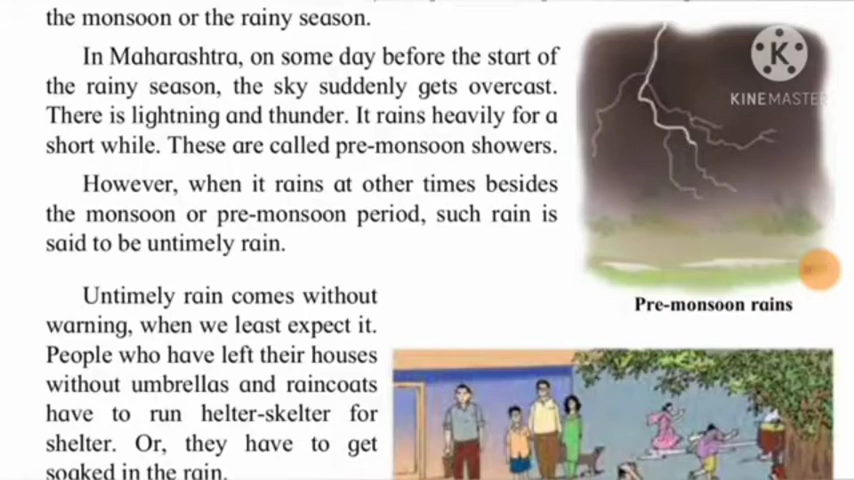 the monsoon or the rainy season.
In Maharashtra, on some day before the start of
the rainy season, the sky suddenly gets overcast.
There is lightning and thunder. It rains heavily for a
short while. These are called pre-monsoon showers.
However, when it rains at other times besides
the monsoon or pre-monsoon period, such rain is
said to be untimely rain.
K
KINEMASTER
Pre-monsoon rains
Untimely rain comes without
warning, when we least expect it.
People who have left their houses
without umbrellas and raincoats
have to run helter-skelter for
shelter. Or, they have to get
soaked in the rain.